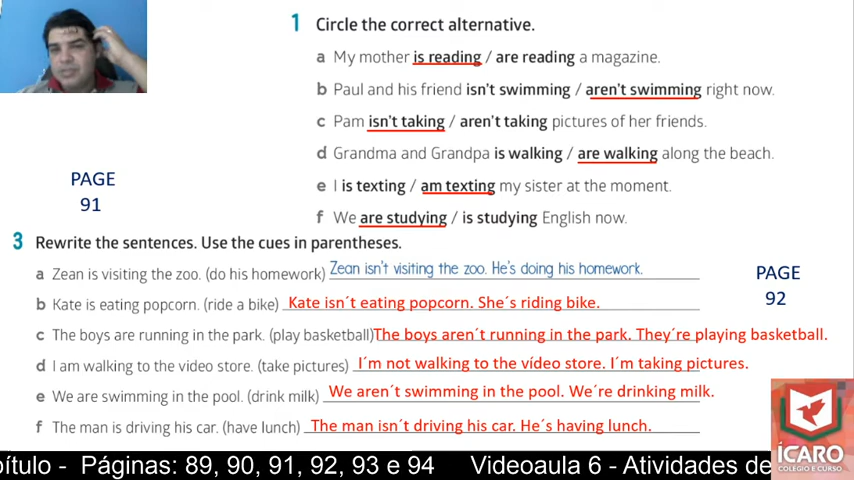 1 Circle the correct alternative.
a My mother is reading / are reading a magazine.
b Paul and his friend isn't swimming / aren't swimming right now.
c Pam isn't taking / aren't taking pictures of her friends.
d Grandma and Grandpa is walking / are walking along the beach.
e I is texting / am texting my sister at the moment.
f We are studying / is studying English now.
PAGE
91
3 Rewrite the sentences. Use the cues in parentheses.
a Zean is visiting the zoo. (do his homework) Zean isn't visiting the zoo. He's doing his homework.
b Kate is eating popcorn. (ride a bike) Kate isn´t eating popcorn. She´s riding bike.
c The boys are running in the park. (play basketball)The boys aren´t running in the park. They´re playing basketball.
d I am walking to the video store. (take pictures) I´m not walking to the vídeo store. I´m taking pictures.
e We are swimming in the pool. (drink milk) We aren´t swimming in the pool. We´re drinking milk.
f The man is driving his car. (have lunch) The man isn´t driving his car. He´s having lunch.
PAGE
92
ÍCARO
COLÉGIO E CURSO
pítulo - Páginas: 89, 90, 91, 92, 93 e 94 Videoaula 6 - Atividades de